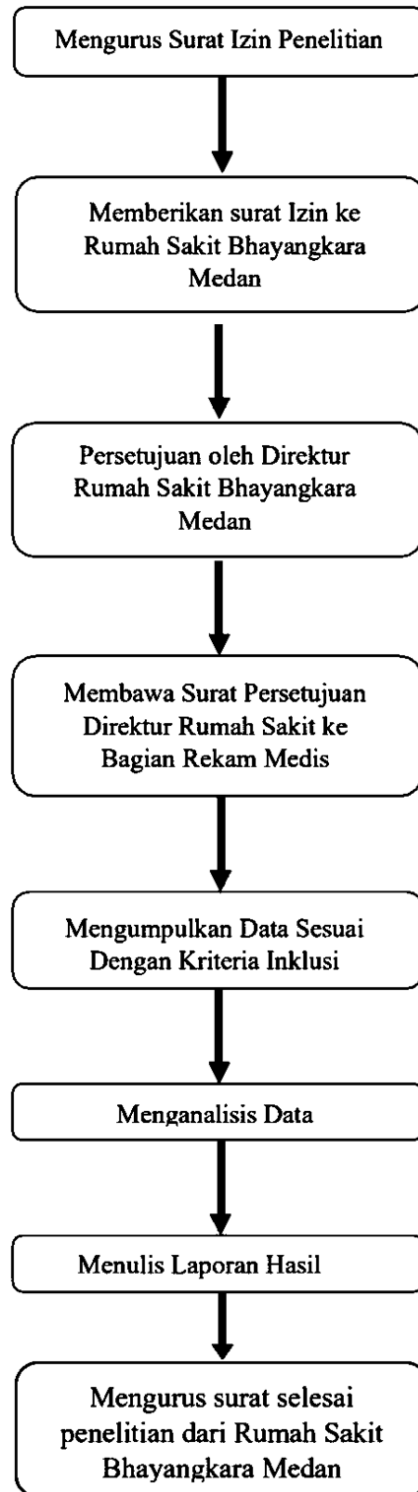 Mengurus Surat Izin Penelitian
Memberikan surat Izin ke
Rumah Sakit Bhayangkara
Medan
Persetujuan oleh Direktur
Rumah Sakit Bhayangkara
Medan
Membawa Surat Persetujuan
Direktur Rumah Sakit ke
Bagian Rekam Medis
Mengumpulkan Data Sesuai
Dengan Kriteria Inklusi
Menganalisis Data
Menulis Laporan Hasil
Mengurus surat selesai
penelitian dari Rumah Sakit
Bhayangkara Medan